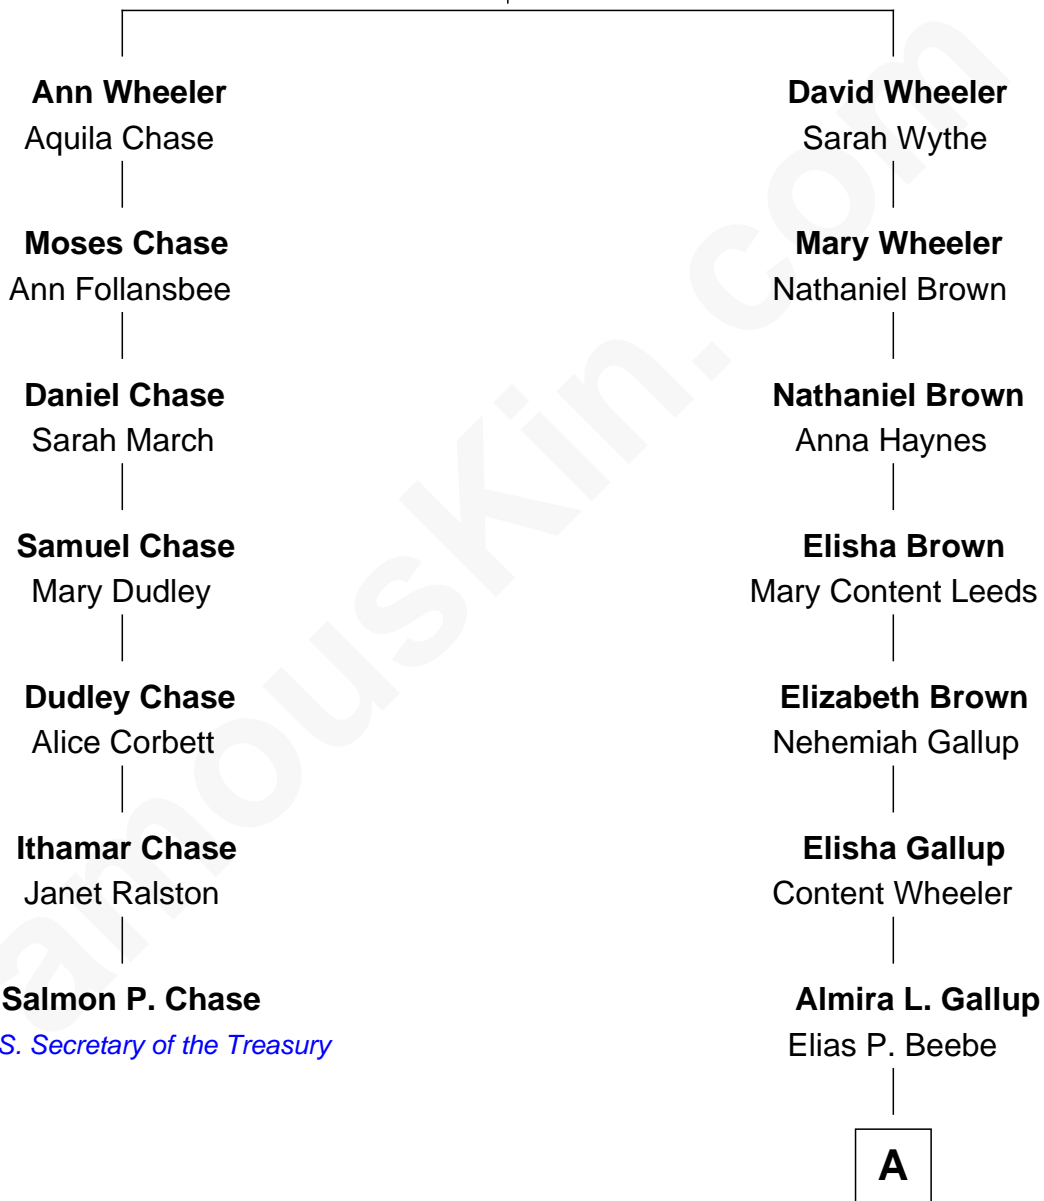 Ann Wheeler
Aquila Chase
Moses Chase
Ann Follansbee
Daniel Chase
Sarah March
Samuel Chase
Mary Dudley
Dudley Chase
Alice Corbett
Ithamar Chase
Janet Ralston
Salmon P. Chase
S. Secretary of the Treasury
David Wheeler
Sarah Wythe
Mary Wheeler
Nathaniel Brown
Nathaniel Brown
Anna Haynes
Elisha Brown
Mary Content Leeds
Elizabeth Brown
Nehemiah Gallup
Elisha Gallup
Content Wheeler
Almira L. Gallup
Elias P. Beebe
A
amousKin.com